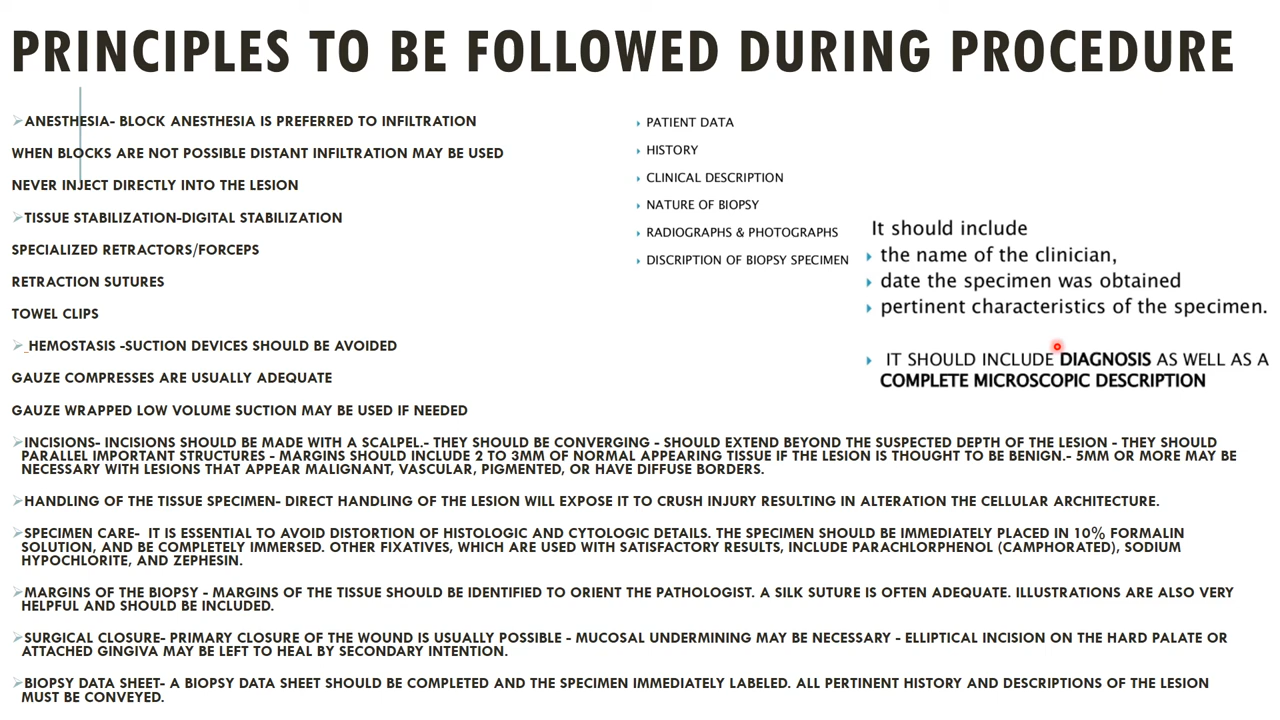 PRINCIPLES TO BE FOLLOWED DURING PROCEDURE
ANESTHESIA- BLOCK ANESTHESIA IS PREFERRED TO INFILTRATION
WHEN BLOCKS ARE NOT POSSIBLE DISTANT INFILTRATION MAY BE USED
NEVER INJECT DIRECTLY INTO THE LESION
TISSUE STABILIZATION-DIGITAL STABILIZATION
SPECIALIZED RETRACTORS/FORCEPS
RETRACTION SUTURES
TOWEL CLIPS
HEMOSTASIS -SUCTION DEVICES SHOULD BE AVOIDED
GAUZE COMPRESSES ARE USUALLY ADEQUATE
GAUZE WRAPPED LOW VOLUME SUCTION MAY BE USED IF NEEDED
INCISIONS- INCISIONS SHOULD BE MADE WITH A SCALPEL.- THEY SHOULD BE CONVERGING - SHOULD EXTEND BEYOND THE SUSPECTED DEPTH OF THE LESION - THEY SHOULD
PARALLEL IMPORTANT STRUCTURES - MARGINS SHOULD INCLUDE 2 TO 3MM OF NORMAL APPEARING TISSUE IF THE LESION IS THOUGHT TO BE BENIGN.- 5MM OR MORE MAY BE
NECESSARY WITH LESIONS THAT APPEAR MALIGNANT, VASCULAR, PIGMENTED, OR HAVE DIFFUSE BORDERS.
HANDLING OF THE TISSUE SPECIMEN- DIRECT HANDLING OF THE LESION WILL EXPOSE IT TO CRUSH INJURY RESULTING IN ALTERATION THE CELLULAR ARCHITECTURE.
SPECIMEN CARE- IT IS ESSENTIAL TO AVOID DISTORTION OF HISTOLOGIC AND CYTOLOGIC DETAILS. THE SPECIMEN SHOULD BE IMMEDIATELY PLACED IN 10% FORMALIN
SOLUTION, AND BE COMPLETELY IMMERSED. OTHER FIXATIVES, WHICH ARE USED WITH SATISFACTORY RESULTS, INCLUDE PARACHLORPHENOL (CAMPHORATED), SODIUM
HYPOCHLORITE, AND ZEPHESIN.
MARGINS OF THE BIOPSY - MARGINS OF THE TISSUE SHOULD BE IDENTIFIED TO ORIENT THE PATHOLOGIST. A SILK SUTURE IS OFTEN ADEQUATE. ILLUSTRATIONS ARE ALSO VERY
HELPFUL AND SHOULD BE INCLUDED.
SURGICAL CLOSURE- PRIMARY CLOSURE OF THE WOUND IS USUALLY POSSIBLE - MUCOSAL UNDERMINING MAY BE NECESSARY - ELLIPTICAL INCISION ON THE HARD PALATE OR
ATTACHED GINGIVA MAY BE LEFT TO HEAL BY SECONDARY INTENTION.
BIOPSY DATA SHEET- A BIOPSY DATA SHEET SHOULD BE COMPLETED AND THE SPECIMEN IMMEDIATELY LABELED. ALL PERTINENT HISTORY AND DESCRIPTIONS OF THE LESION
MUST BE CONVEYED.
PATIENT DATA
HISTORY
CLINICAL DESCRIPTION
NATURE OF BIOPSY
RADIOGRAPHS & PHOTOGRAPHS
DISCRIPTION OF BIOPSY SPECIMEN
It should include
the name of the clinician,
date the specimen was obtained
pertinent characteristics of the specimen.
IT SHOULD INCLUDE DIAGNOSIS AS WELL AS A
COMPLETE MICROSCOPIC DESCRIPTION